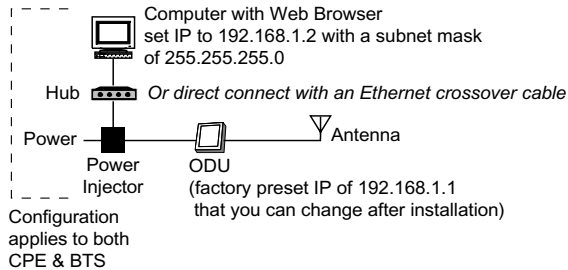 Computer with Web Browser
set IP to 192.168.1.2 with a subnet mask
of 255.255.255.0
Hub
Or direct connect with an Ethernet crossover cable
Power
Antenna
Power
Injector
ODU
(factory preset IP of 192.168.1.1
that you can change after installation)
Configuration
applies to both
CPE & BTS